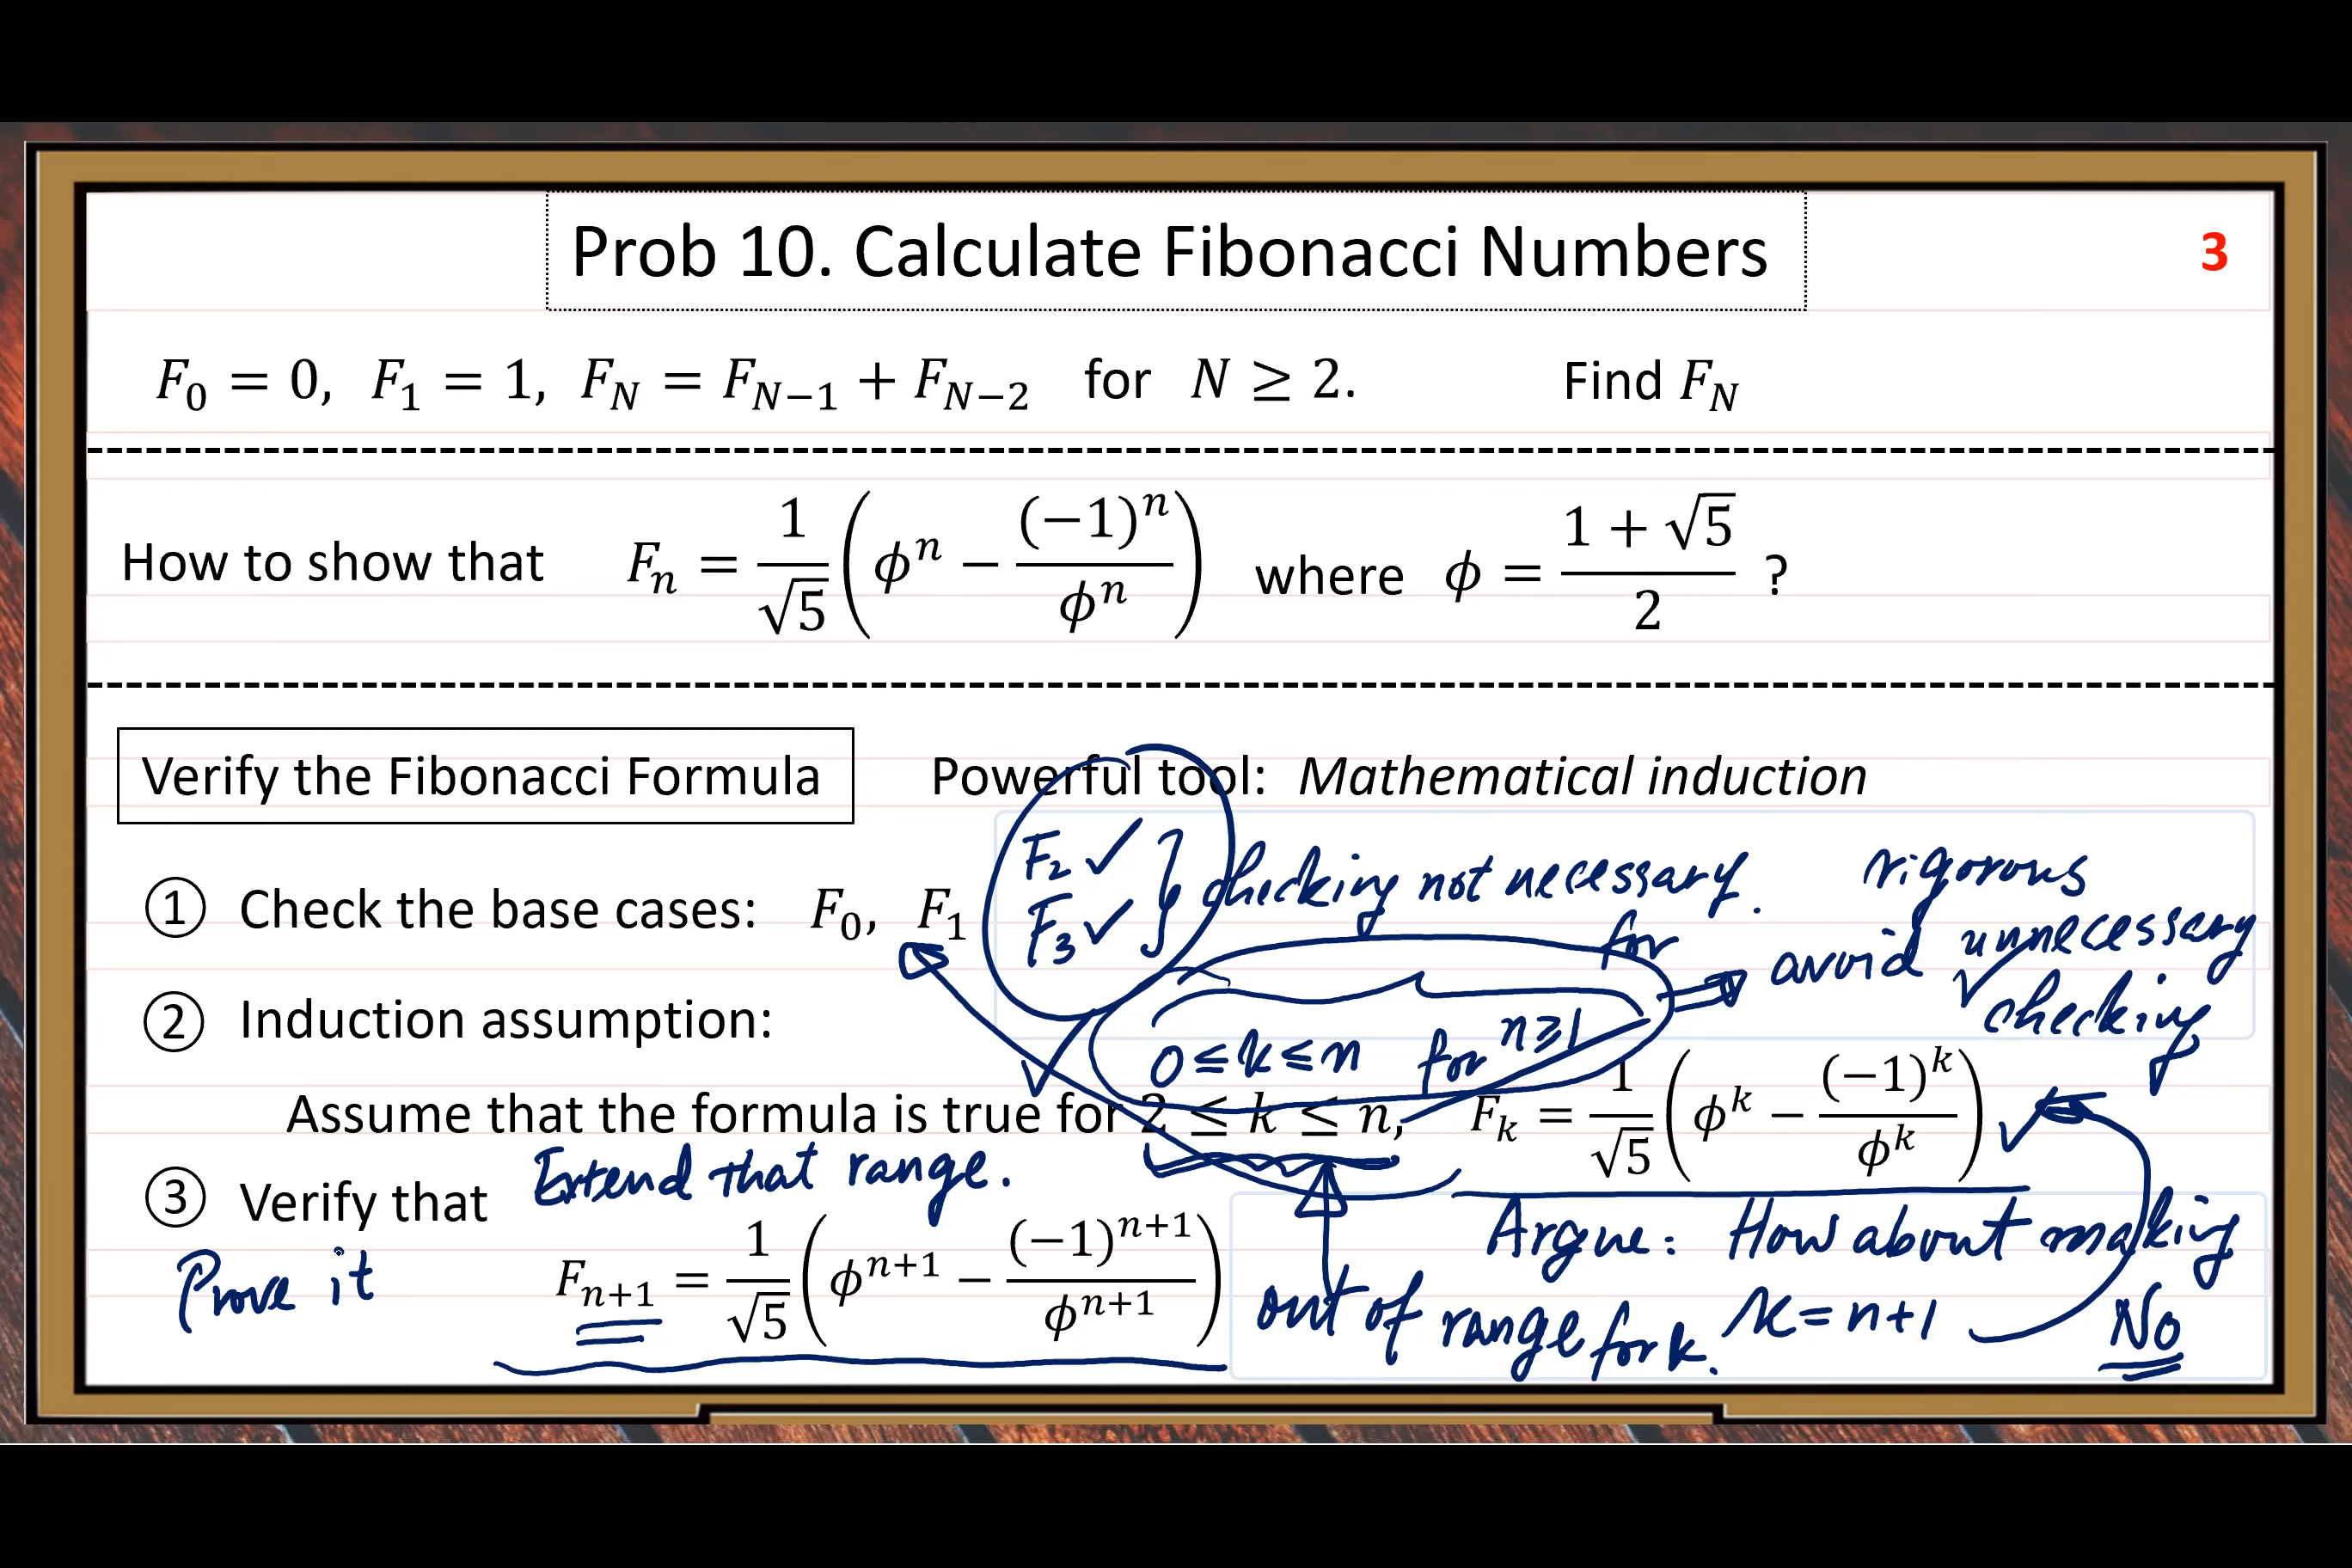 Prob 10. Calculate Fibonacci Numbers
3
F₀ = 0, F₁ = 1, F_N = F_{N−1} + F_{N−2} for N ≥ 2. Find F_N
How to show that F_n = 1/√5 (ϕ^n − (−1)^n/ϕ^n) where ϕ = (1 + √5)/2 ?
Verify the Fibonacci Formula Powerful tool: Mathematical induction
① Check the base cases: F₀, F₁
F₂ ✓
F₃ ✓
} checking not necessary.
rigorous
for
avoid unnecessary
checking
② Induction assumption:
0 ≤ k ≤ n for n ≥ 1
Assume that the formula is true for 2 ≤ k ≤ n, F_k = 1/√5 (ϕ^k − (−1)^k/ϕ^k) ✓
Extend that range.
③ Verify that
Prove it
F_{n+1} = 1/√5 (ϕ^{n+1} − (−1)^{n+1}/ϕ^{n+1})
Argue: How about making
k = n+1
No
out of range for k.